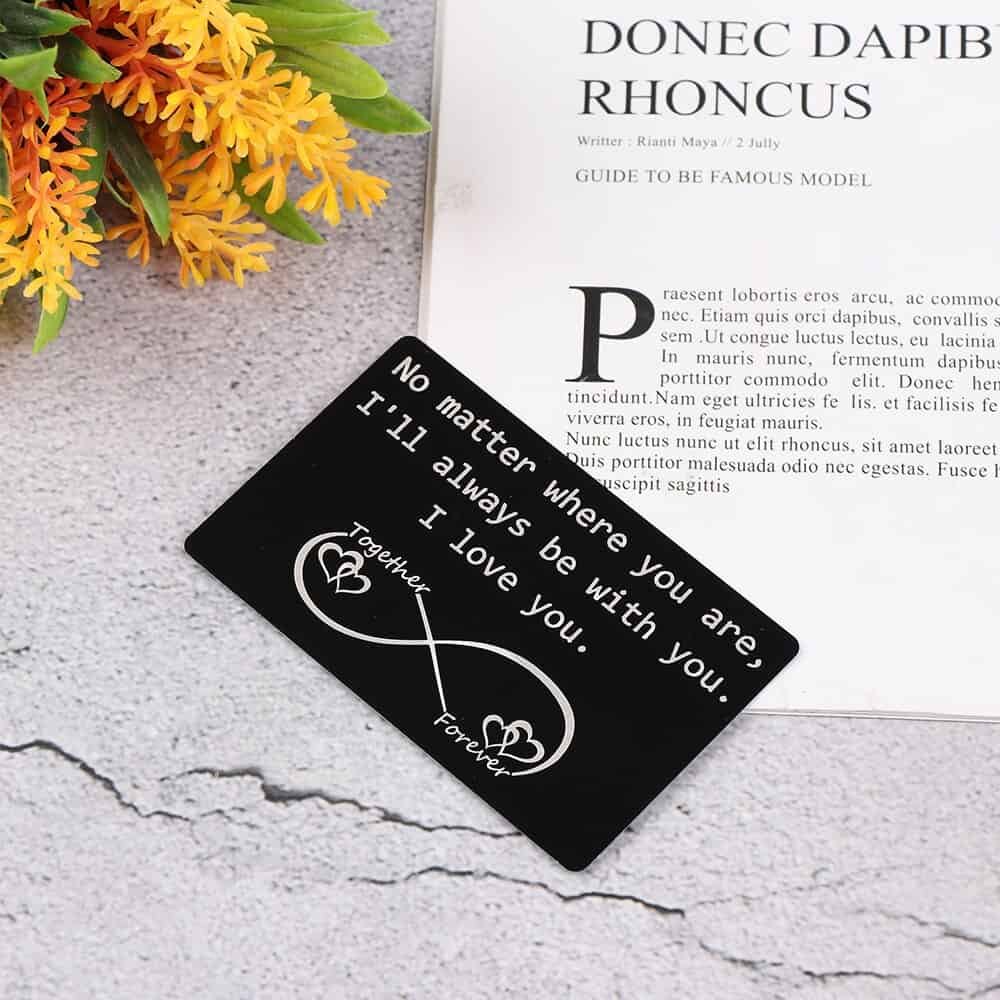 DONEC DAPIB
RHONCUS
Writter : Rianti Maya // 2 Jully
GUIDE TO BE FAMOUS MODEL
Praesent lobortis eros arcu, ac commod
nec. Etiam quis orci dapibus, convallis s
sem .Ut congue luctus lectus, eu lacinia
In mauris nunc, fermentum dapibus
porttitor commodo elit. Donec hen
tincidunt.Nam eget ultricies fe lis. et facilisis fe
viverra eros, in feugiat mauris.
Nunc luctus nunc ut elit rhoncus, sit amet laoreet
Duis porttitor malesuada odio nec egestas. Fusce h
uscipit sagittis
No matter where you are,
I'll always be with you.
I love you.
Together
Forever